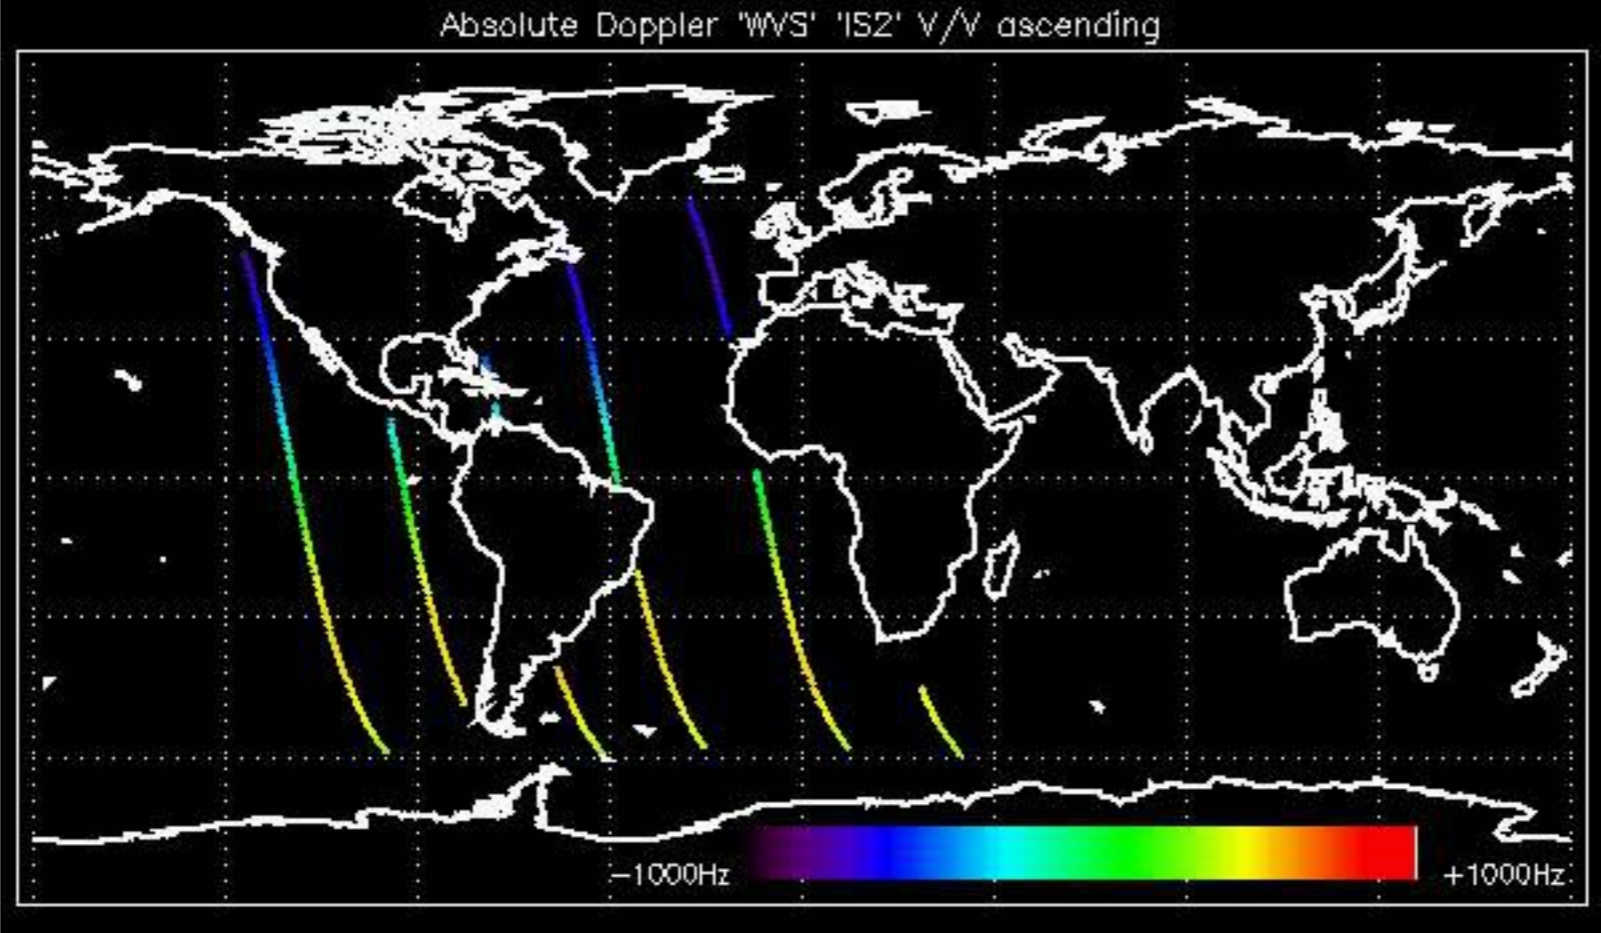 Absolute Doppler 'WVS' 'IS2' V/V ascending
-1000Hz +1000Hz